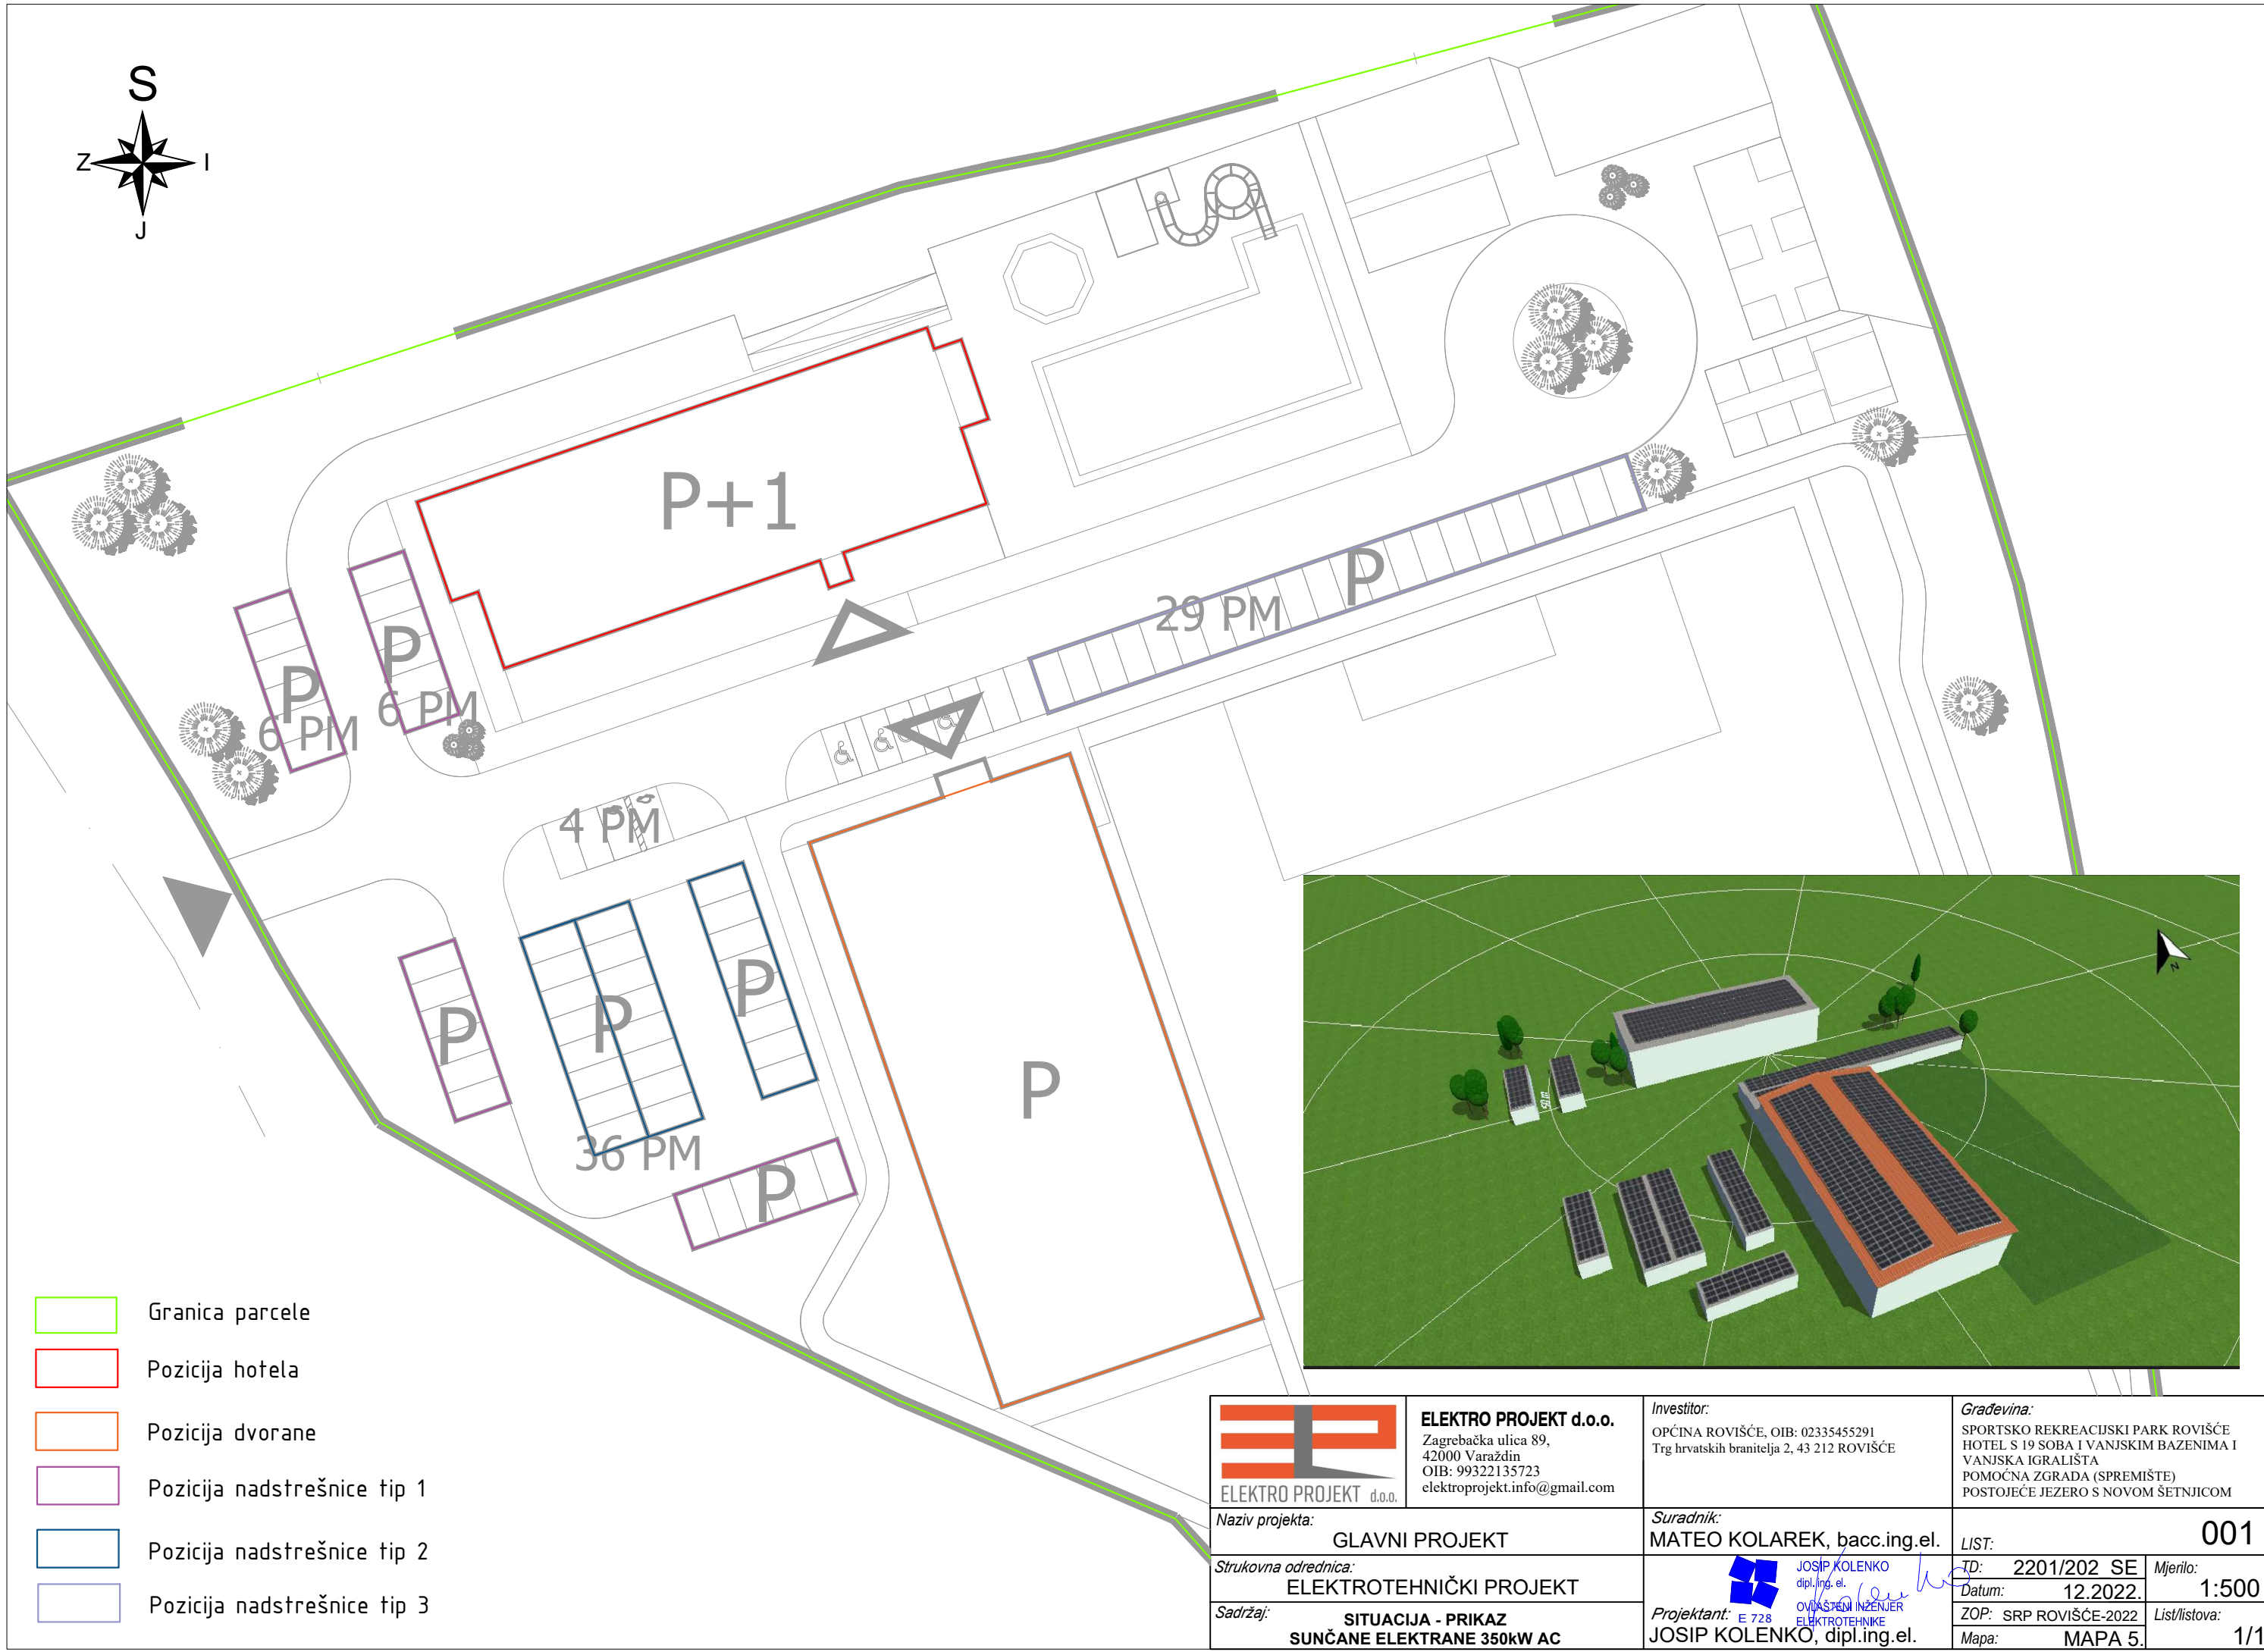 S
Z
I
J
P+1
P
29 PM
P
6 PM
P
6 PM
4 PM
P
P
P
P
36 PM
P
N
Granica parcele
Pozicija hotela
Pozicija dvorane
Pozicija nadstrešnice tip 1
Pozicija nadstrešnice tip 2
Pozicija nadstrešnice tip 3
ELEKTRO PROJEKT d.o.o.
ELEKTRO PROJEKT d.o.o.
Zagrebačka ulica 89,
42000 Varaždin
OIB: 99322135723
elektroprojekt.info@gmail.com
Investitor:
OPĆINA ROVIŠĆE, OIB: 02335455291
Trg hrvatskih branitelja 2, 43 212 ROVIŠĆE
Građevina:
SPORTSKO REKREACIJSKI PARK ROVIŠĆE
HOTEL S 19 SOBA I VANJSKIM BAZENIMA I
VANJSKA IGRALIŠTA
POMOĆNA ZGRADA (SPREMIŠTE)
POSTOJEĆE JEZERO S NOVOM ŠETNJICOM
Naziv projekta:
GLAVNI PROJEKT
Suradnik:
MATEO KOLAREK, bacc.ing.el.
LIST: 001
Strukovna odrednica:
ELEKTROTEHNIČKI PROJEKT
JOSIP KOLENKO
dipl.ing. el.
OVLAŠTENI INŽENJER
ELEKTROTEHNIKE
E 728
Projektant:
JOSIP KOLENKO, dipl.ing.el.
TD: 2201/202_SE
Datum: 12.2022.
Mjerilo:
1:500
Sadržaj:
SITUACIJA - PRIKAZ
SUNČANE ELEKTRANE 350kW AC
ZOP: SRP ROVIŠĆE-2022
Mapa: MAPA 5.
List/listova:
1/1